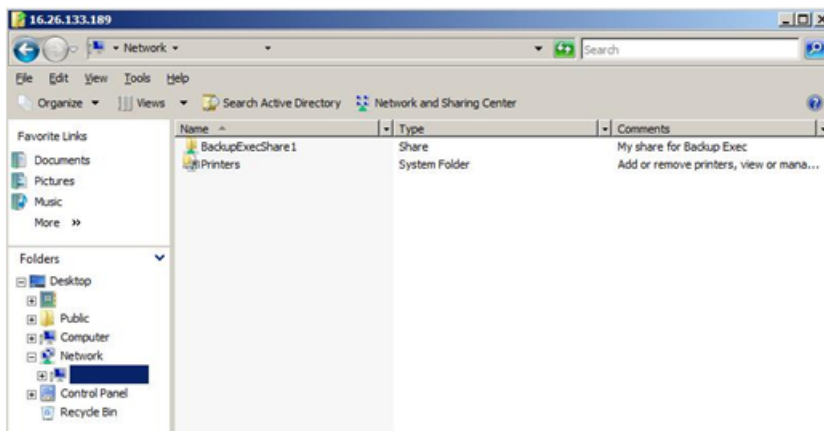 16.26.133.189
Network
Search
File Edit View Tools Help
Organize Views Search Active Directory Network and Sharing Center
Favorite Links
Documents
Pictures
Music
More
Folders
Desktop
Public
Computer
Network
Control Panel
Recycle Bin
Name Type Comments
BackupExecShare1 Share My share for Backup Exec
Printers System Folder Add or remove printers, view or mana...